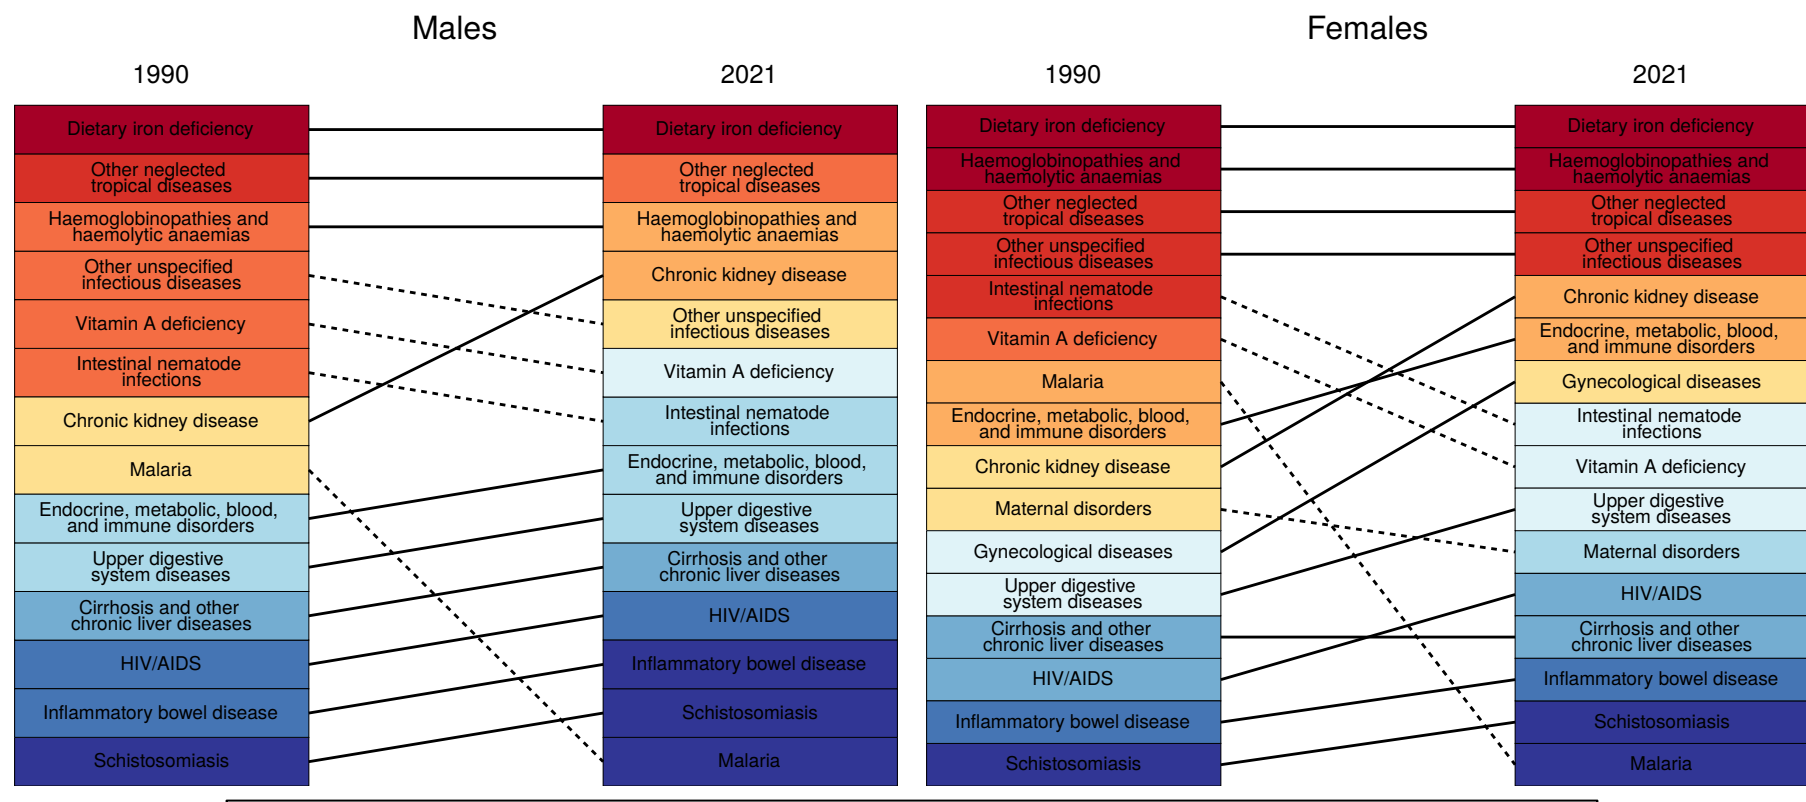 Males
1990
2021
Dietary iron deficiency
Other neglected
tropical diseases
Haemoglobinopathies and
haemolytic anaemias
Other unspecified
infectious diseases
Vitamin A deficiency
Intestinal nematode
infections
Chronic kidney disease
Malaria
Endocrine, metabolic, blood,
and immune disorders
Upper digestive
system diseases
Cirrhosis and other
chronic liver diseases
HIV/AIDS
Inflammatory bowel disease
Schistosomiasis
Dietary iron deficiency
Other neglected
tropical diseases
Haemoglobinopathies and
haemolytic anaemias
Chronic kidney disease
Other unspecified
infectious diseases
Vitamin A deficiency
Intestinal nematode
infections
Endocrine, metabolic, blood,
and immune disorders
Upper digestive
system diseases
Cirrhosis and other
chronic liver diseases
HIV/AIDS
Inflammatory bowel disease
Schistosomiasis
Malaria
Females
1990
2021
Dietary iron deficiency
Haemoglobinopathies and
haemolytic anaemias
Other neglected
tropical diseases
Other unspecified
infectious diseases
Intestinal nematode
infections
Vitamin A deficiency
Malaria
Endocrine, metabolic, blood,
and immune disorders
Chronic kidney disease
Maternal disorders
Gynecological diseases
Upper digestive
system diseases
Cirrhosis and other
chronic liver diseases
HIV/AIDS
Inflammatory bowel disease
Schistosomiasis
Dietary iron deficiency
Haemoglobinopathies and
haemolytic anaemias
Other neglected
tropical diseases
Other unspecified
infectious diseases
Chronic kidney disease
Endocrine, metabolic, blood,
and immune disorders
Gynecological diseases
Intestinal nematode
infections
Vitamin A deficiency
Upper digestive
system diseases
Maternal disorders
HIV/AIDS
Cirrhosis and other
chronic liver diseases
Inflammatory bowel disease
Schistosomiasis
Malaria